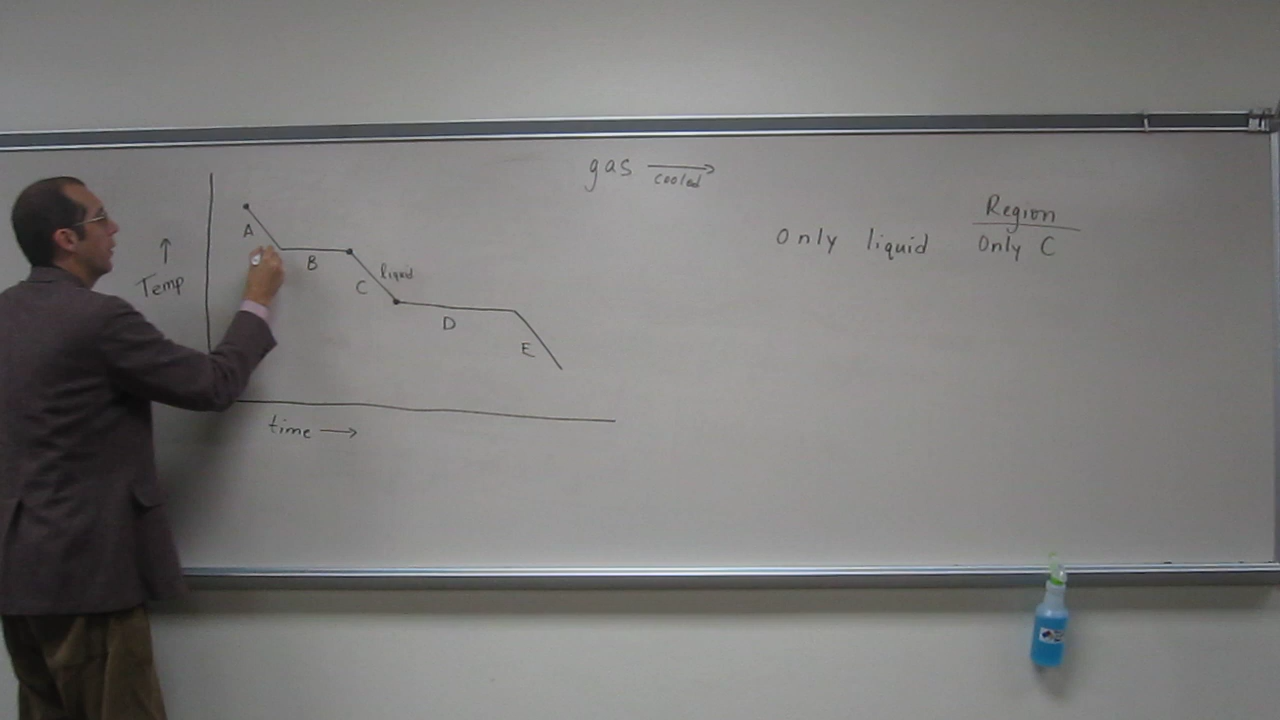 gas ⟶
cooled
Region
Only liquid Only C
A
B
liquid
C
Temp ↑
D
E
time ⟶